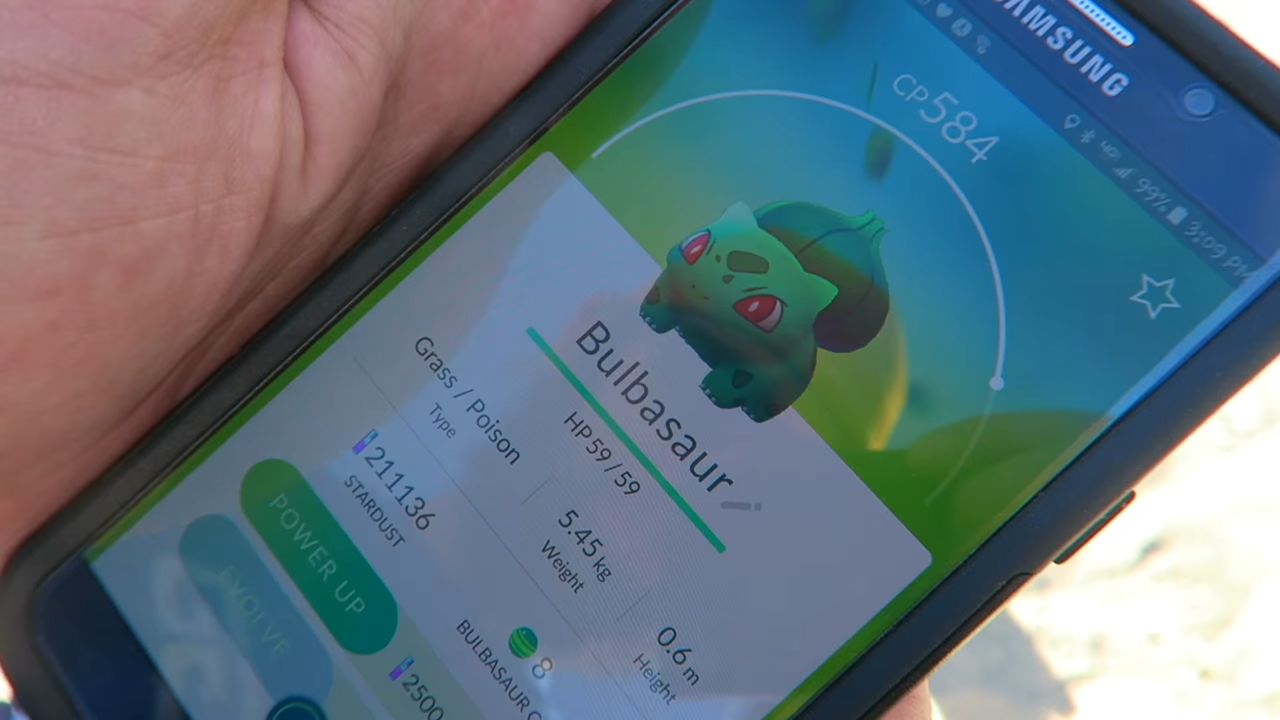 SAMSUNG
99% 3:09 PM
CP584
Bulbasaur
HP 59 / 59
Grass / Poison
Type
5.45 kg
Weight
0.6 m
Height
211136
STARDUST
8
BULBASAUR C
POWER UP
2500
EVOLVE